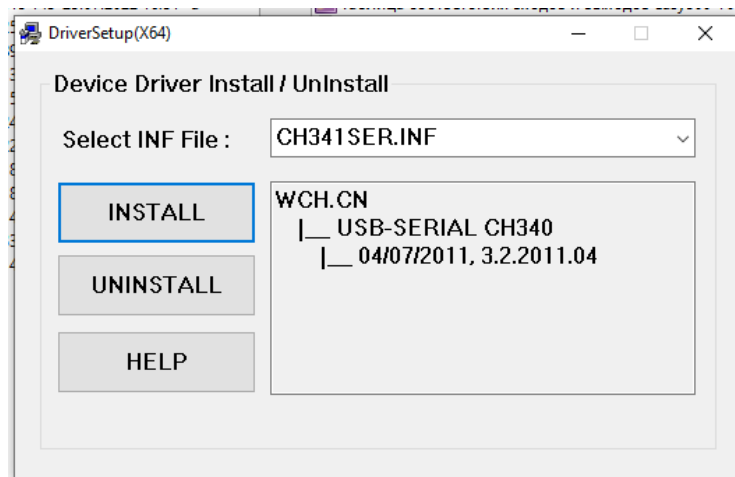 DriverSetup(X64)
Device Driver Install / UnInstall
Select INF File :
CH341SER.INF
INSTALL
UNINSTALL
HELP
WCH.CN
|__ USB-SERIAL CH340
|__ 04/07/2011, 3.2.2011.04